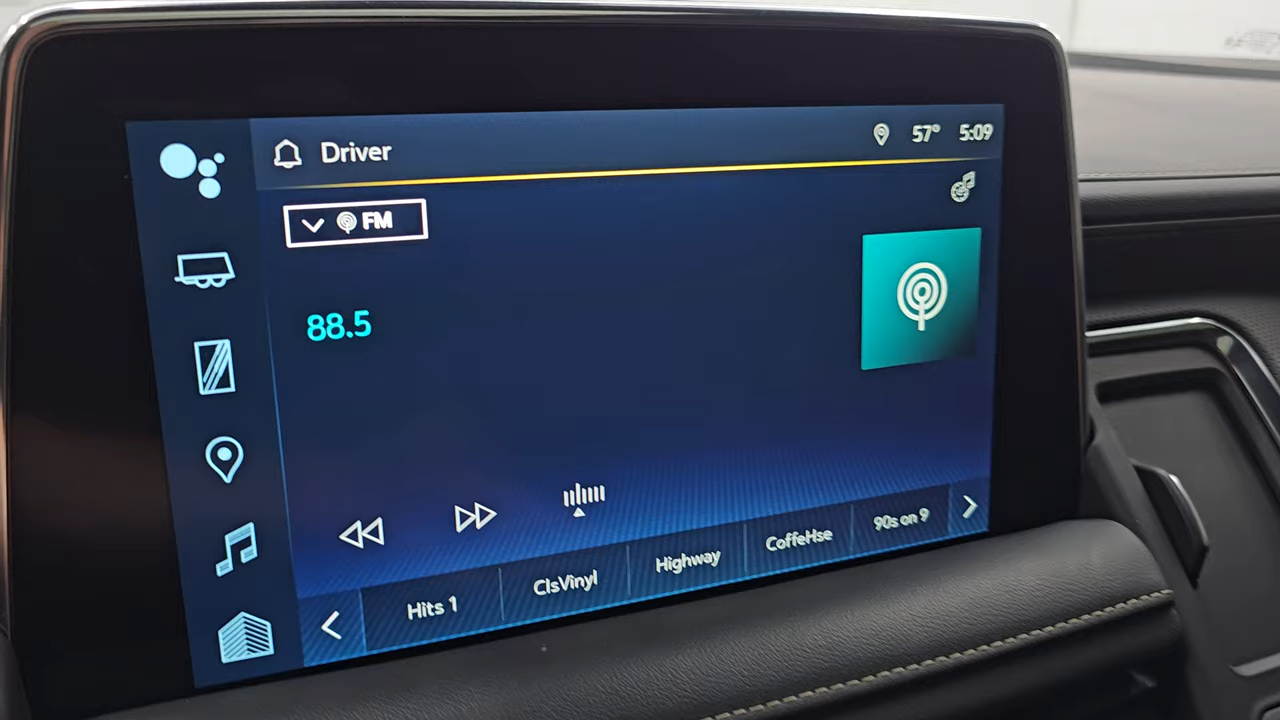 Driver
57° 5:09
FM
88.5
Hits 1
ClsVinyl
Highway
CoffeHse
90s on 9